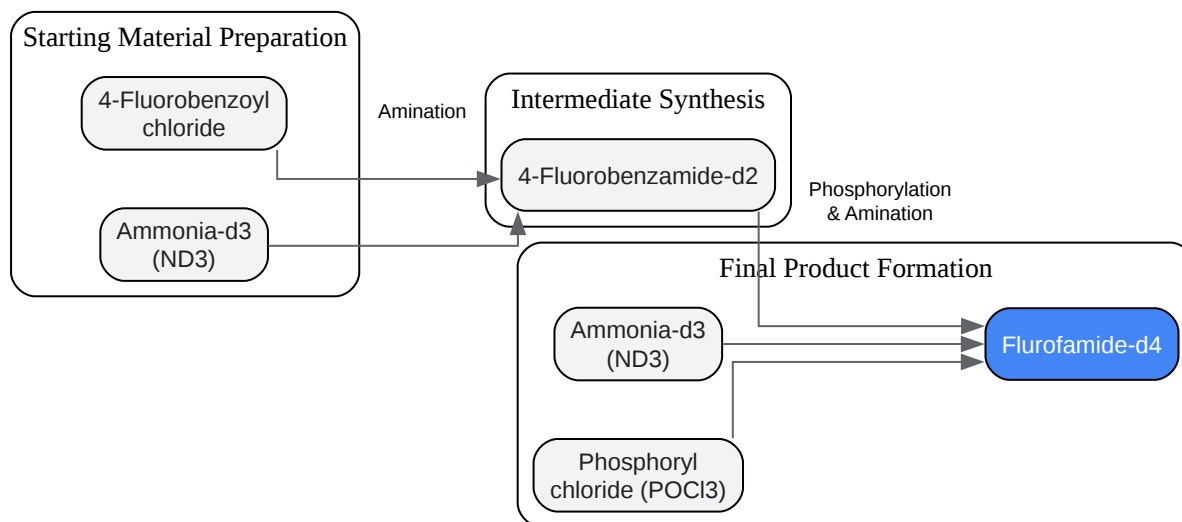 Starting Material Preparation
4-Fluorobenzoyl
chloride
Ammonia-d3
(ND3)
Amination
Intermediate Synthesis
4-Fluorobenzamide-d2
Phosphorylation
& Amination
Final Product Formation
Ammonia-d3
(ND3)
Phosphoryl
chloride (POCl3)
Flurofamide-d4